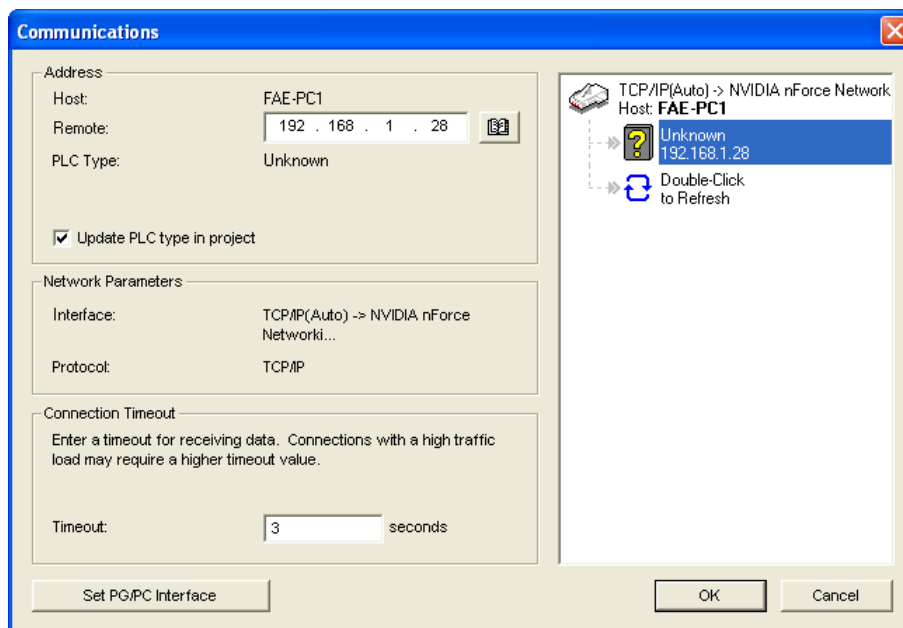 Communications
Address
Host: FAE-PC1
Remote: 192 . 168 . 1 . 28
PLC Type: Unknown
Update PLC type in project
Network Parameters
Interface: TCP/IP(Auto) -> NVIDIA nForce
Networki...
Protocol: TCP/IP
Connection Timeout
Enter a timeout for receiving data. Connections with a high traffic
load may require a higher timeout value.
Timeout: 3 seconds
Set PG/PC Interface
TCP/IP(Auto) -> NVIDIA nForce Network
Host: FAE-PC1
Unknown
192.168.1.28
Double-Click
to Refresh
OK
Cancel